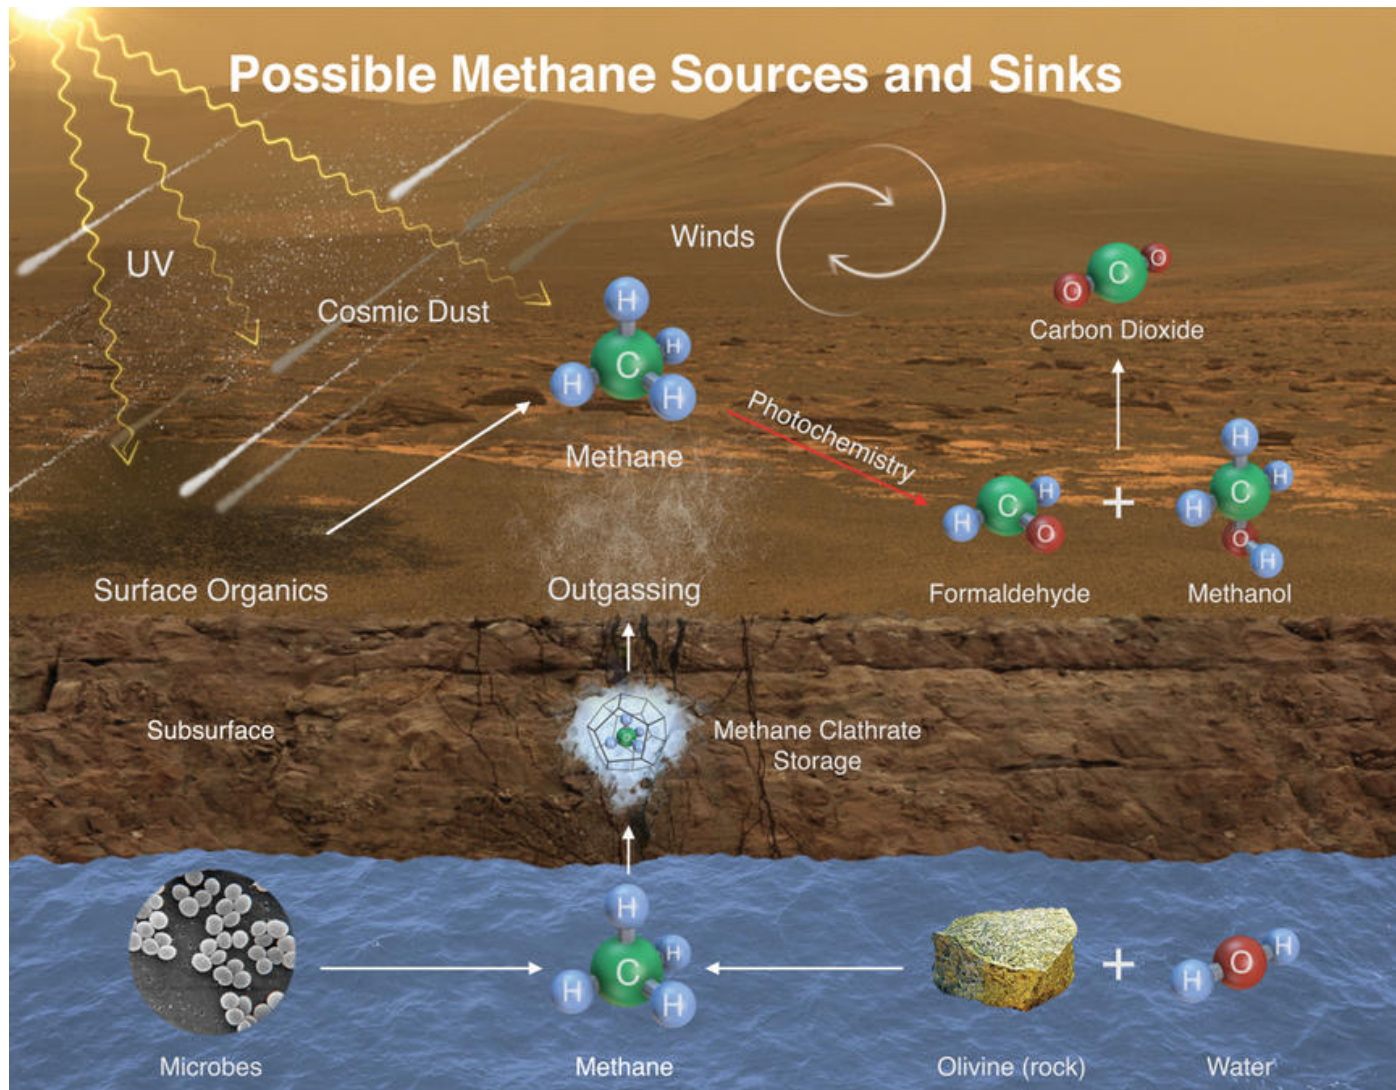 Possible Methane Sources and Sinks
UV
Cosmic Dust
Winds
H
C
H
H
H
Methane
O
C
O
Carbon Dioxide
Photochemistry
C
H
H
O
+
H
H
C
H
O
H
Formaldehyde
Methanol
Surface Organics
Outgassing
Subsurface
Methane Clathrate
Storage
H
C
H
H
H
+
H
O
H
Microbes
Methane
Olivine (rock)
Water